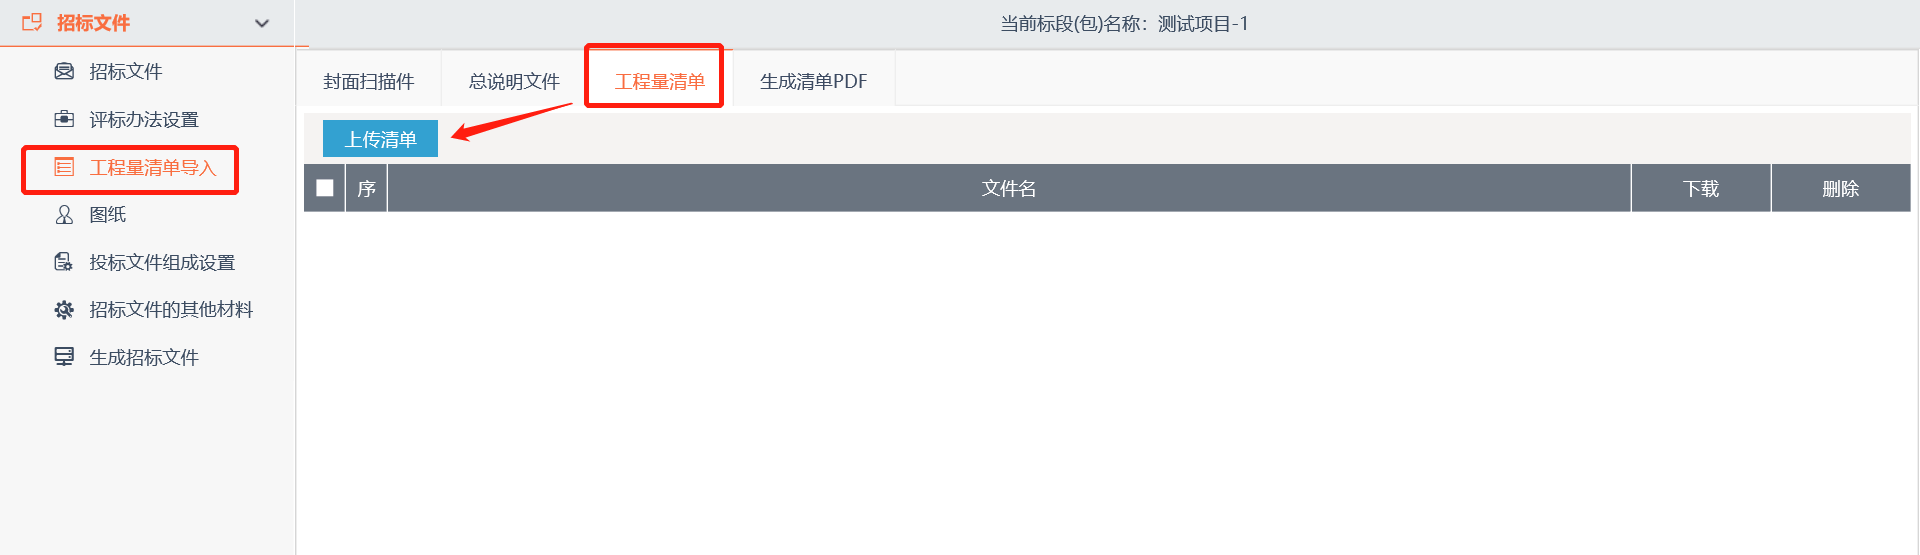 招标文件
当前标段(包)名称：测试项目-1
招标文件
评标办法设置
工程量清单导入
图纸
投标文件组成设置
招标文件的其他材料
生成招标文件
封面扫描件 总说明文件 工程量清单 生成清单PDF
上传清单
序 文件名 下载 删除